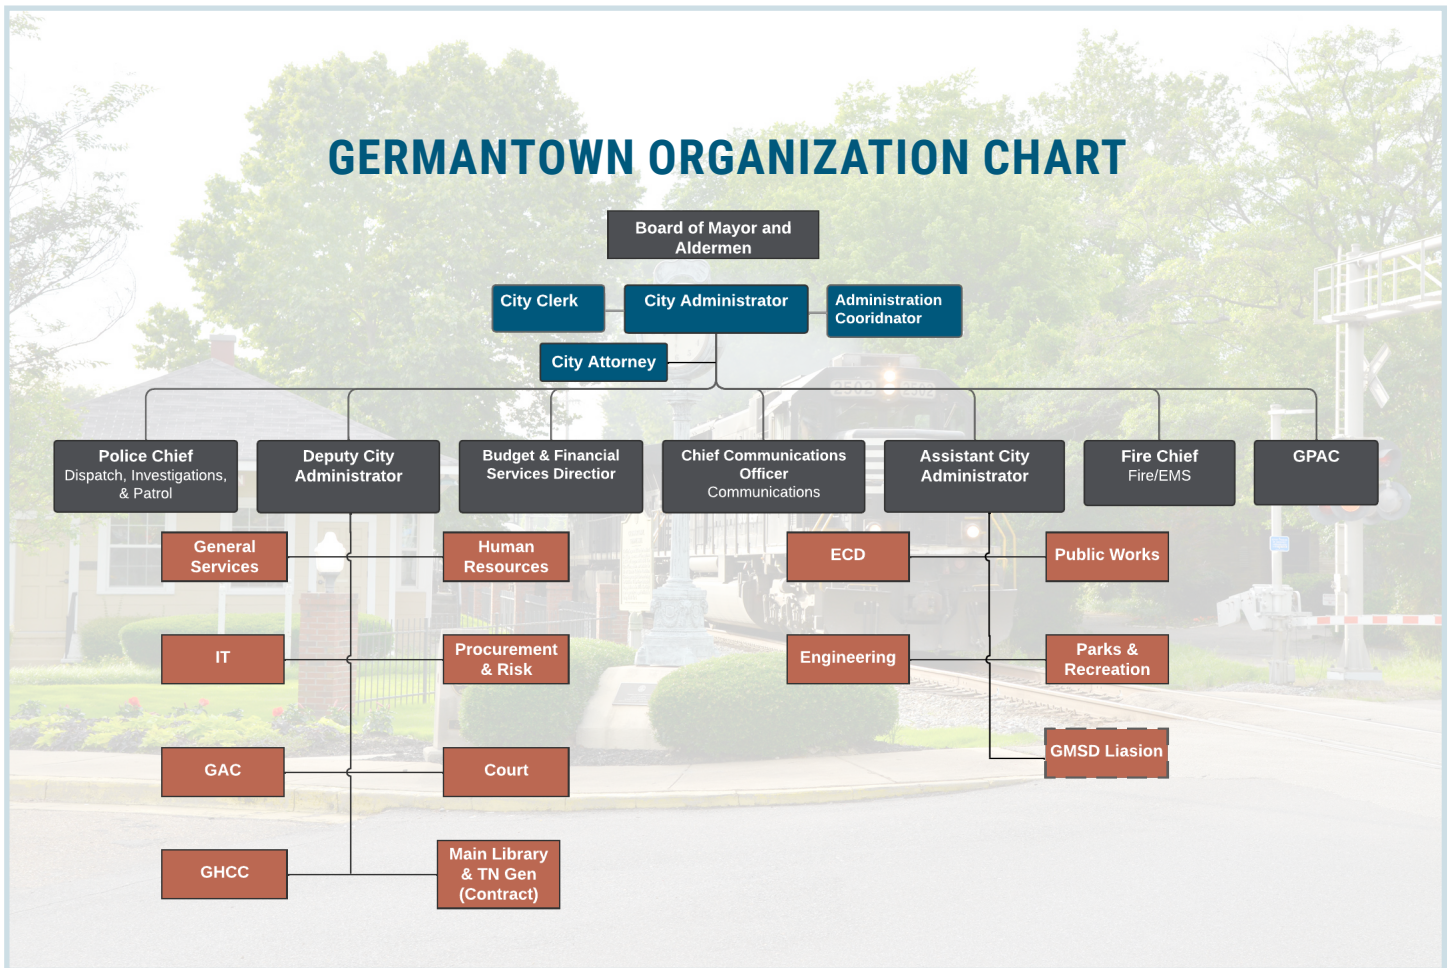 GERMANTOWN ORGANIZATION CHART
Board of Mayor and
Aldermen
City Clerk
City Administrator
Administration
Cooridnator
City Attorney
Police Chief
Dispatch, Investigations,
& Patrol
Deputy City
Administrator
Budget & Financial
Services Directior
Chief Communications
Officer
Communications
Assistant City
Administrator
Fire Chief
Fire/EMS
GPAC
General
Services
Human
Resources
ECD
Public Works
IT
Procurement
& Risk
Engineering
Parks &
Recreation
GAC
Court
GMSD Liasion
GHCC
Main Library
& TN Gen
(Contract)
2502
2502